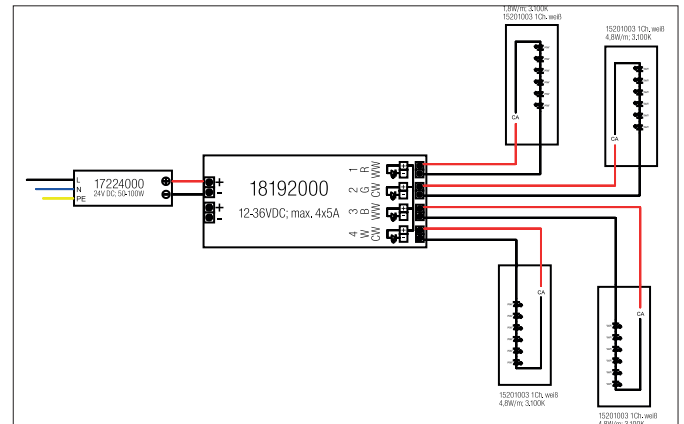 1,8W/m; 3.100K
15201003 1Ch. weiß
15201003 1Ch. weiß
4,8W/m; 3.100K
CA
CA
L
N
PE
17224000
24V DC; 50-100W
+
-
+
-
18192000
12-36VDC; max. 4x5A
1 R WW
2 G CW
3 B WW
4 W CW
CA
CA
15201003 1Ch. weiß
4,8W/m; 3.100K
15201003 1Ch. weiß
4,8W/m; 3.100K